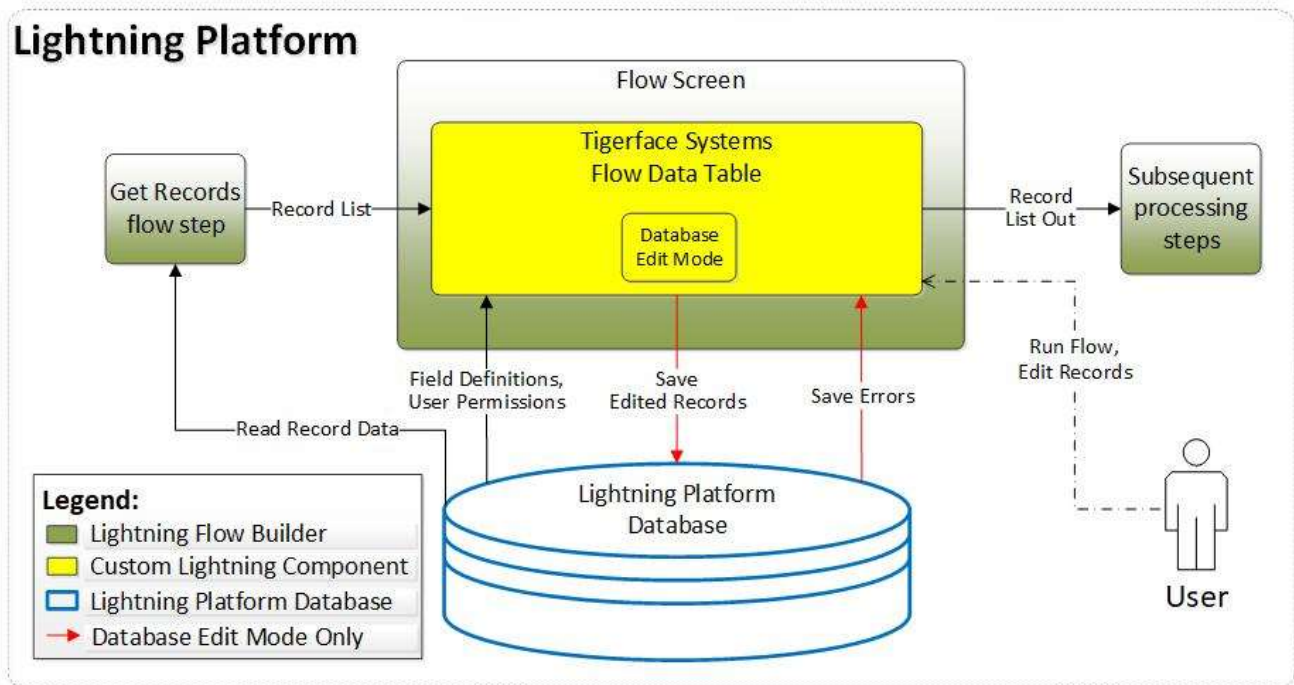 Lightning Platform
Flow Screen
Tigerface Systems
Flow Data Table
Database
Edit Mode
Get Records
flow step
Record List
Record
List Out
Subsequent
processing
steps
Field Definitions,
User Permissions
Save
Edited Records
Save Errors
Run Flow,
Edit Records
Read Record Data
Lightning Platform
Database
User
Legend:
Lightning Flow Builder
Custom Lightning Component
Lightning Platform Database
Database Edit Mode Only